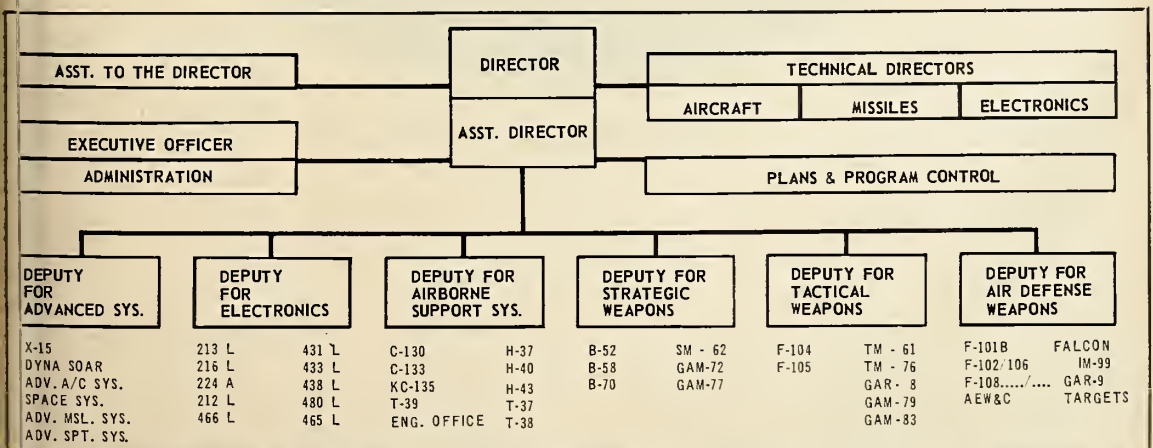 DIRECTOR
ASST. DIRECTOR
ASST. TO THE DIRECTOR
EXECUTIVE OFFICER
ADMINISTRATION
TECHNICAL DIRECTORS
AIRCRAFT
MISSILES
ELECTRONICS
PLANS & PROGRAM CONTROL
DEPUTY
FOR
ADVANCED SYS.
X-15
DYNA SOAR
ADV. A/C SYS.
SPACE SYS.
ADV. MSL. SYS.
ADV. SPT. SYS.
DEPUTY
FOR
ELECTRONICS
213 L 431 L
216 L 433 L
224 A 438 L
212 L 480 L
466 L 465 L
DEPUTY FOR
AIRBORNE
SUPPORT SYS.
C-130 H-37
C-133 H-40
KC-135 H-43
T-39 T-37
ENG. OFFICE T-38
DEPUTY FOR
STRATEGIC
WEAPONS
B-52 SM - 62
B-58 GAM-72
B-70 GAM-77
DEPUTY FOR
TACTICAL
WEAPONS
F-104 TM - 61
F-105 TM - 76
GAR- 8
GAM-79
GAM-83
DEPUTY FOR
AIR DEFENSE
WEAPONS
F-101B FALCON
F-102/106 IM-99
F-108...../.... GAR-9
AEW&C TARGETS